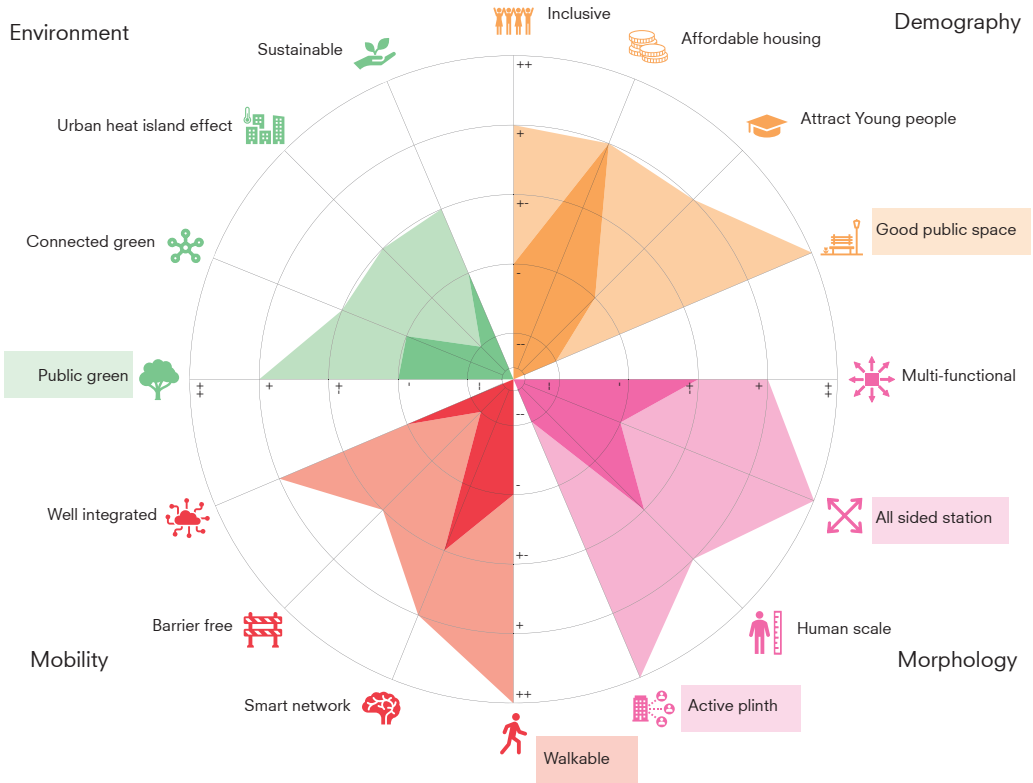 Inclusive
Demography
Environment
Affordable housing
Sustainable
++
Attract Young people
Urban heat island effect
+
+-
Good public space
Connected green
-
--
Public green
Multi-functional
++
+
+-
-
--
--
-
+-
+
++
--
-
All sided station
Well integrated
+-
Barrier free
+
Human scale
Mobility
Morphology
++
Smart network
Active plinth
Walkable